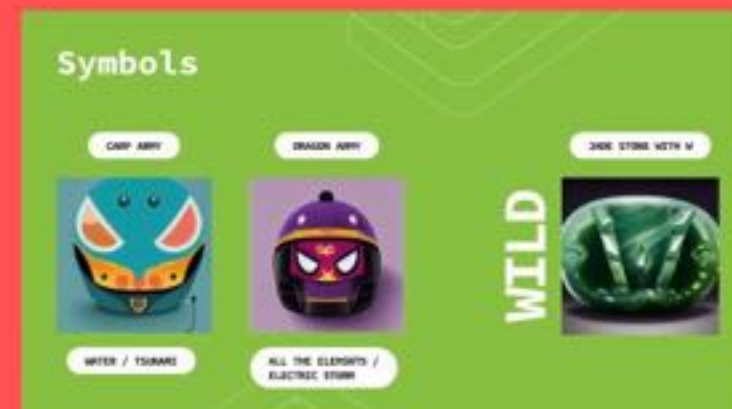 Symbols
CARP ARMY
DRAGON ARMY
JADE STONE WITH W
WILD
WATER / TSUNAMI
ALL THE ELEMENTS /
ELECTRIC STORM